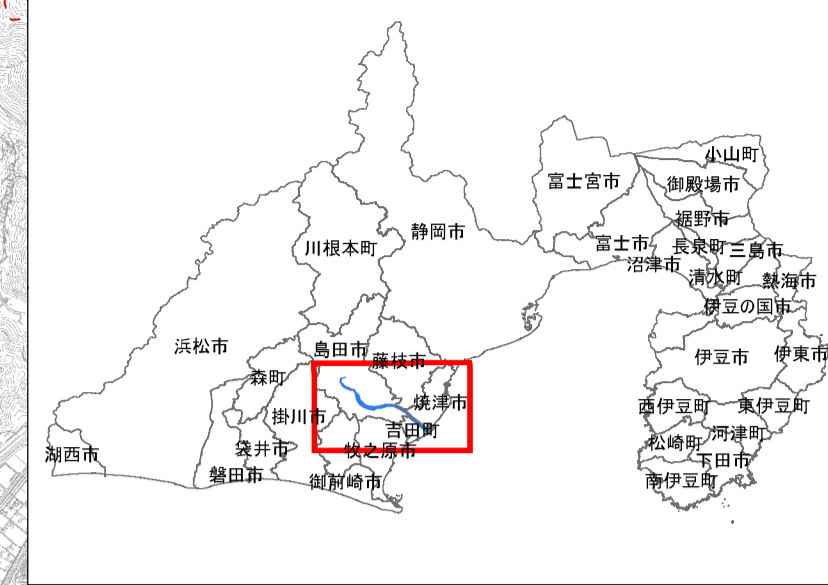 小山町
富士宮市
御殿場市
裾野市
静岡市
川根本町
富士市
長泉町
三島市
沼津市
清水町
熱海市
伊豆の国市
浜松市
島田市
藤枝市
伊豆市
伊東市
森町
焼津市
西伊豆町
東伊豆町
掛川市
吉田町
河津町
松崎町
湖西市
袋井市
牧之原市
下田市
磐田市
御前崎市
南伊豆町